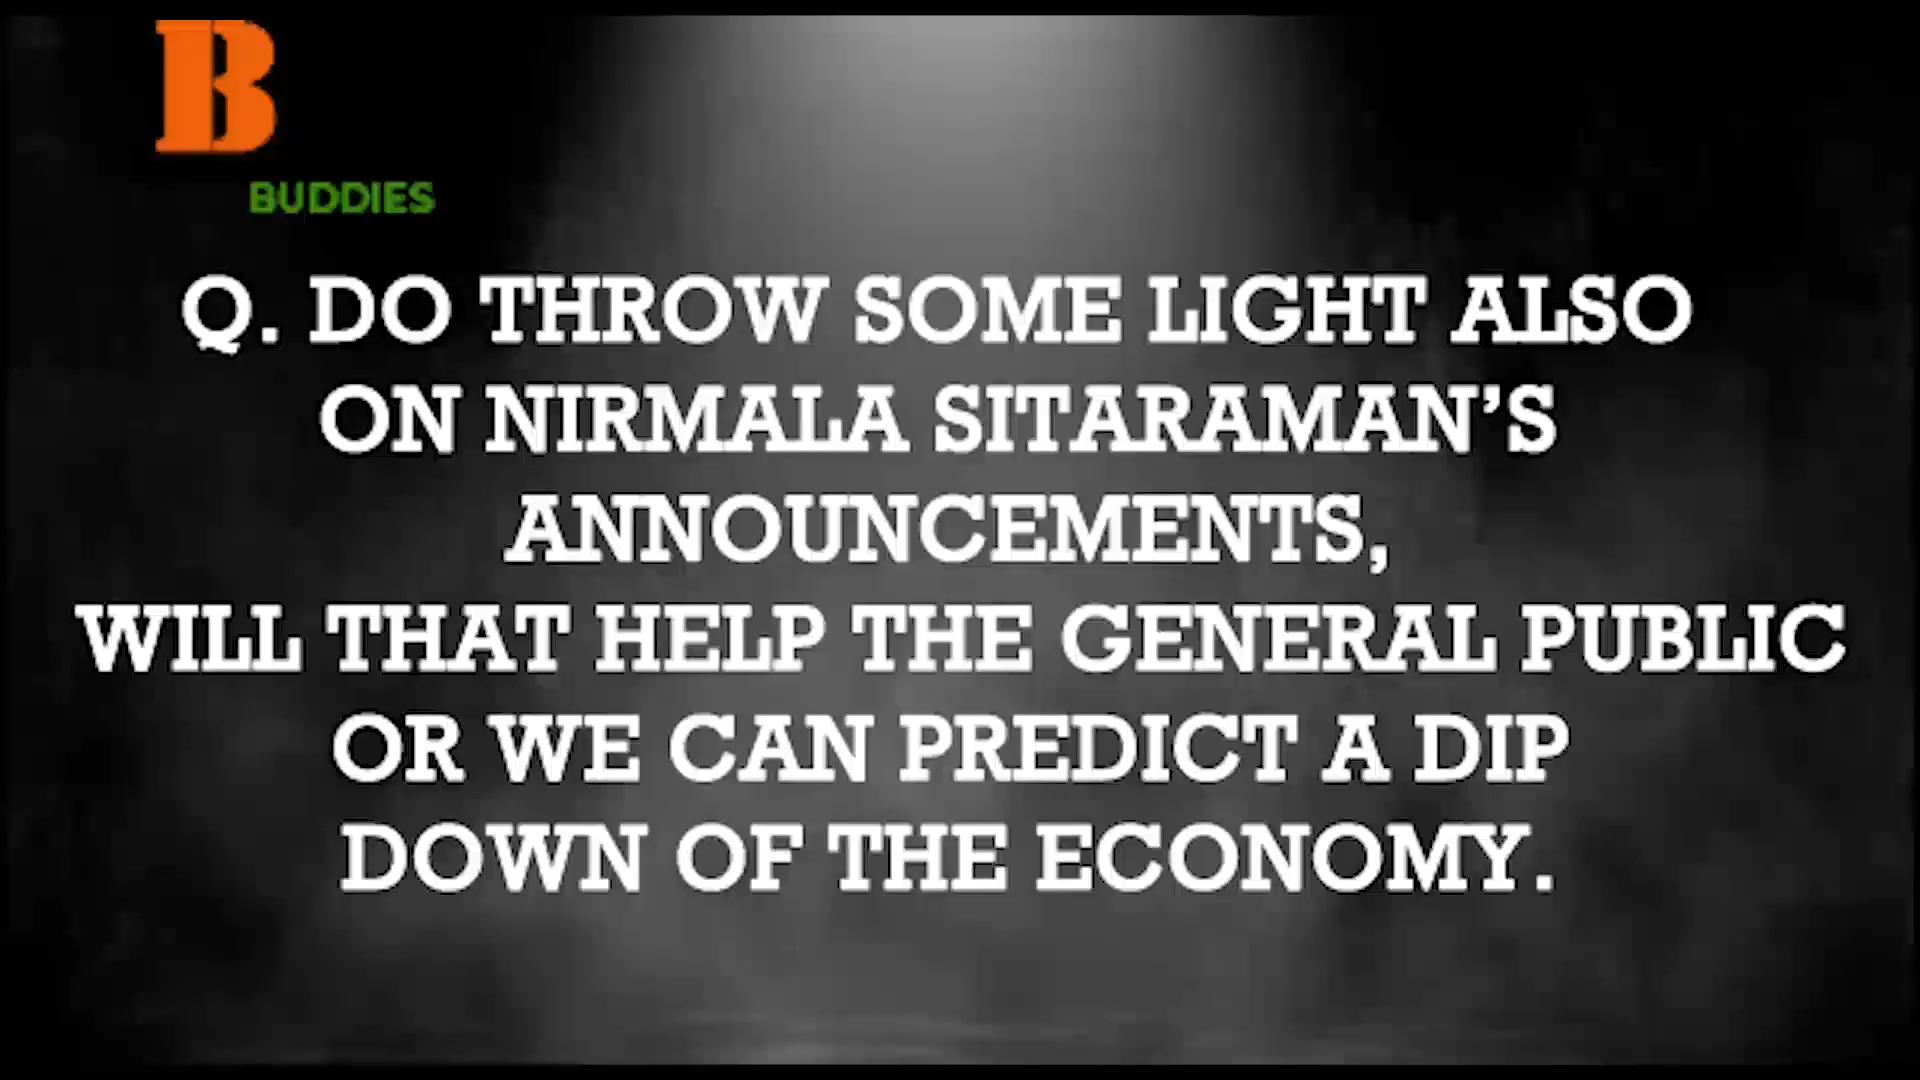 B
BUDDIES
Q. DO THROW SOME LIGHT ALSO
ON NIRMALA SITARAMAN'S
ANNOUNCEMENTS,
WILL THAT HELP THE GENERAL PUBLIC
OR WE CAN PREDICT A DIP
DOWN OF THE ECONOMY.